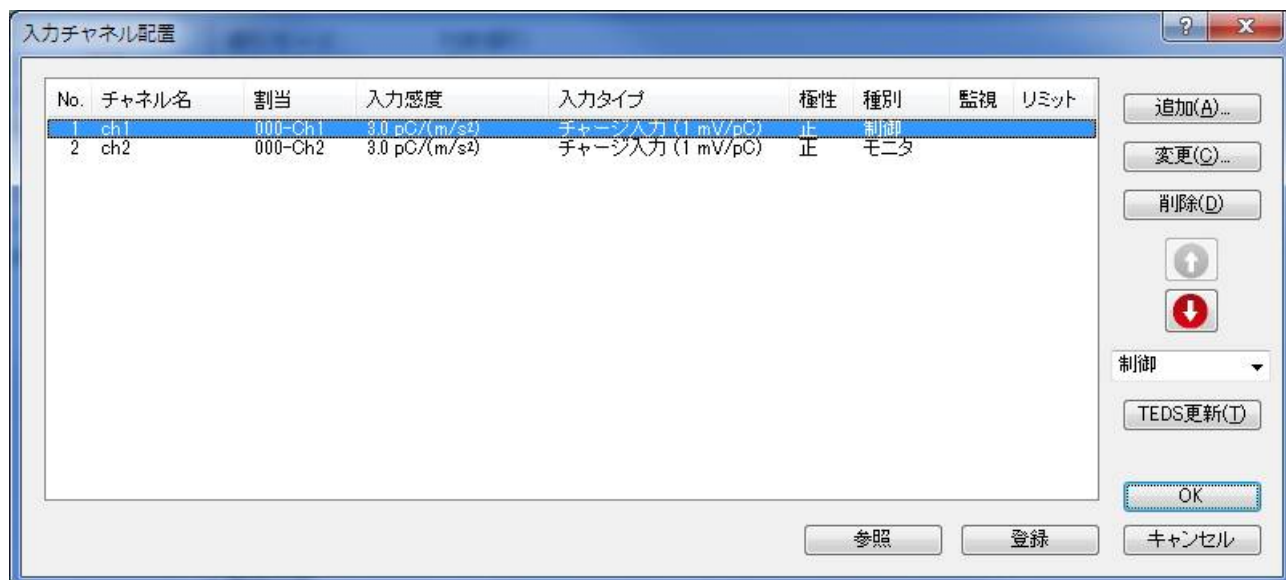 入力チャネル配置
No. チャネル名 割当 入力感度 入力タイプ 極性 種別 監視 リミット
1 ch1 000-Ch1 3.0 pC/(m/s²) チャージ入力 (1 mV/pC) 正 制御
2 ch2 000-Ch2 3.0 pC/(m/s²) チャージ入力 (1 mV/pC) 正 モニタ
追加(A)...
変更(C)...
削除(D)
制御
TEDS更新(T)
OK
参照 登録 キャンセル